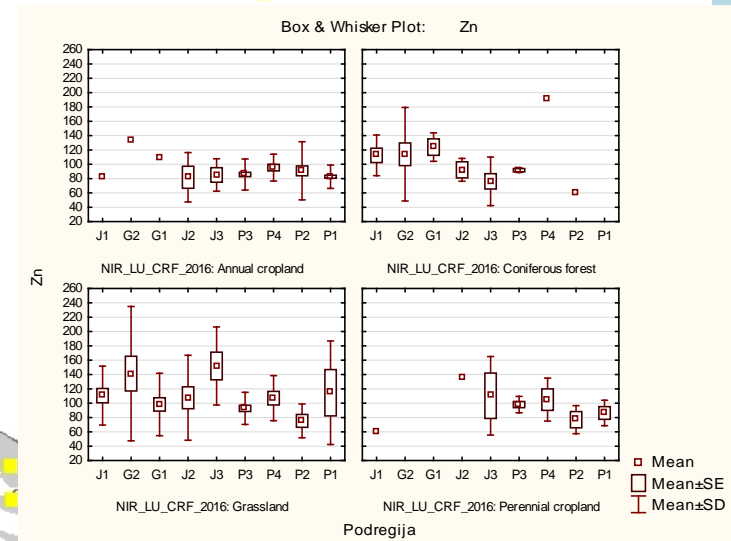 Box & Whisker Plot: Zn
260
240
220
200
180
160
140
120
100
80
60
40
20
J1 G2 G1 J2 J3 P3 P4 P2 P1
NIR_LU_CRF_2016: Annual cropland
J1 G2 G1 J2 J3 P3 P4 P2 P1
NIR_LU_CRF_2016: Coniferous forest
Zn
260
240
220
200
180
160
140
120
100
80
60
40
20
J1 G2 G1 J2 J3 P3 P4 P2 P1
NIR_LU_CRF_2016: Grassland
J1 G2 G1 J2 J3 P3 P4 P2 P1
NIR_LU_CRF_2016: Perennial cropland
Podregija
Mean
Mean±SE
Mean±SD